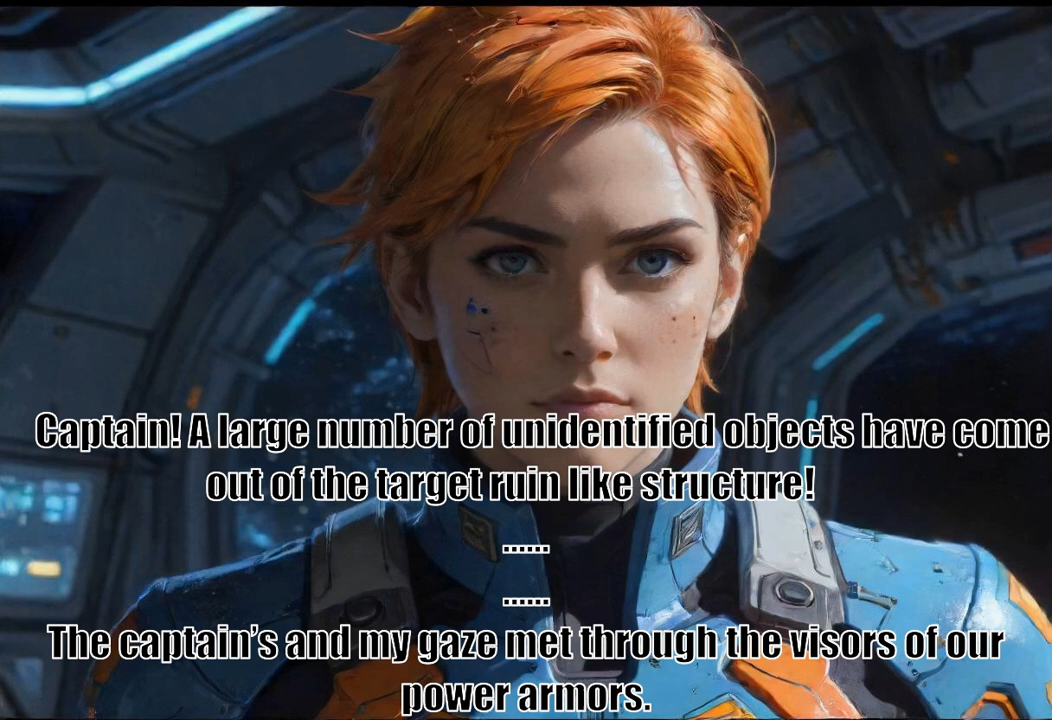 Captain! A large number of unidentified objects have come
out of the target ruin like structure!
......
......
The captain's and my gaze met through the visors of our
power armors.